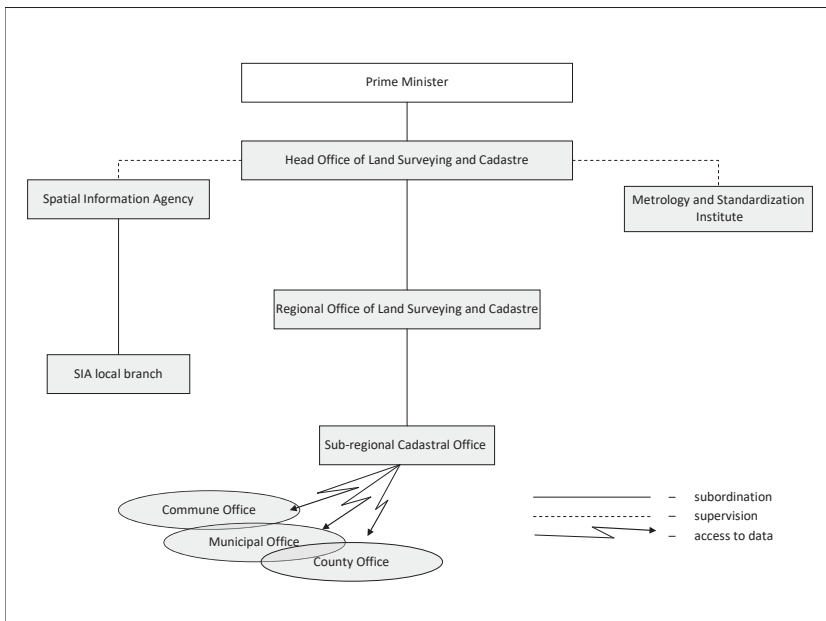 Prime Minister
Head Office of Land Surveying and Cadastre
Spatial Information Agency
Metrology and Standardization
Institute
Regional Office of Land Surveying and Cadastre
SIA local branch
Sub-regional Cadastral Office
Commune Office
Municipal Office
County Office
– subordination
– supervision
– access to data